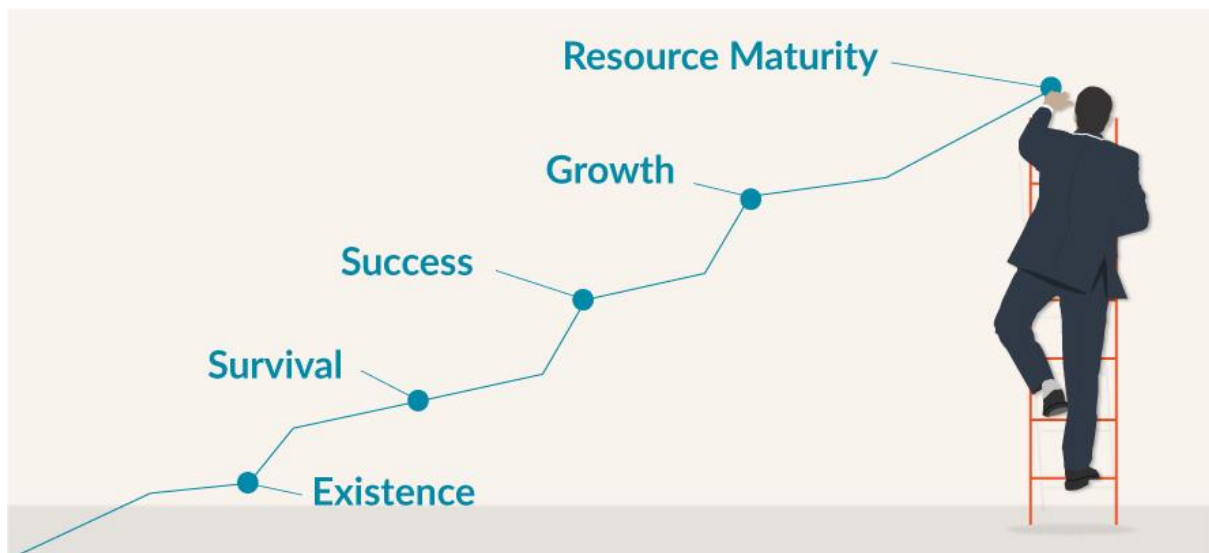 Resource Maturity
Growth
Success
Survival
Existence